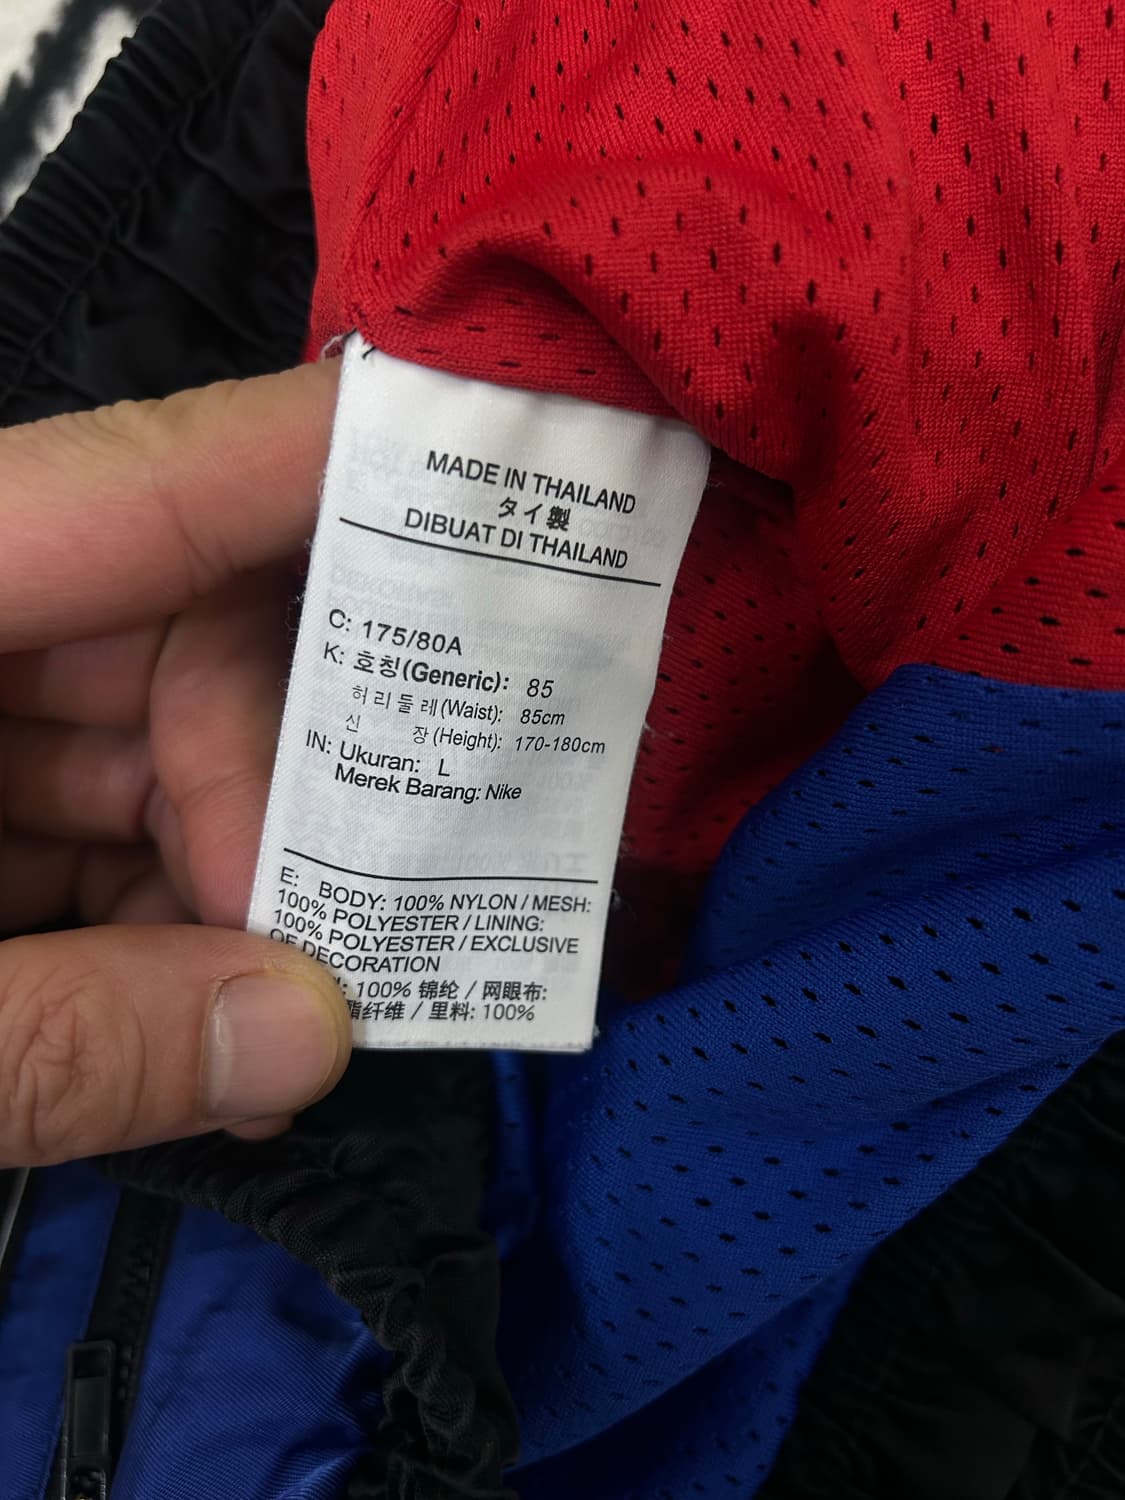 MADE IN THAILAND
タイ製
DIBUAT DI THAILAND
C: 175/80A
K: 호칭(Generic): 85
허리둘레(Waist): 85cm
신 장(Height): 170-180cm
IN: Ukuran: L
Merek Barang: Nike
E: BODY: 100% NYLON / MESH:
100% POLYESTER / LINING:
100% POLYESTER / EXCLUSIVE
OF DECORATION
: 100% 锦纶 / 网眼布:
酯纤维 / 里料: 100%